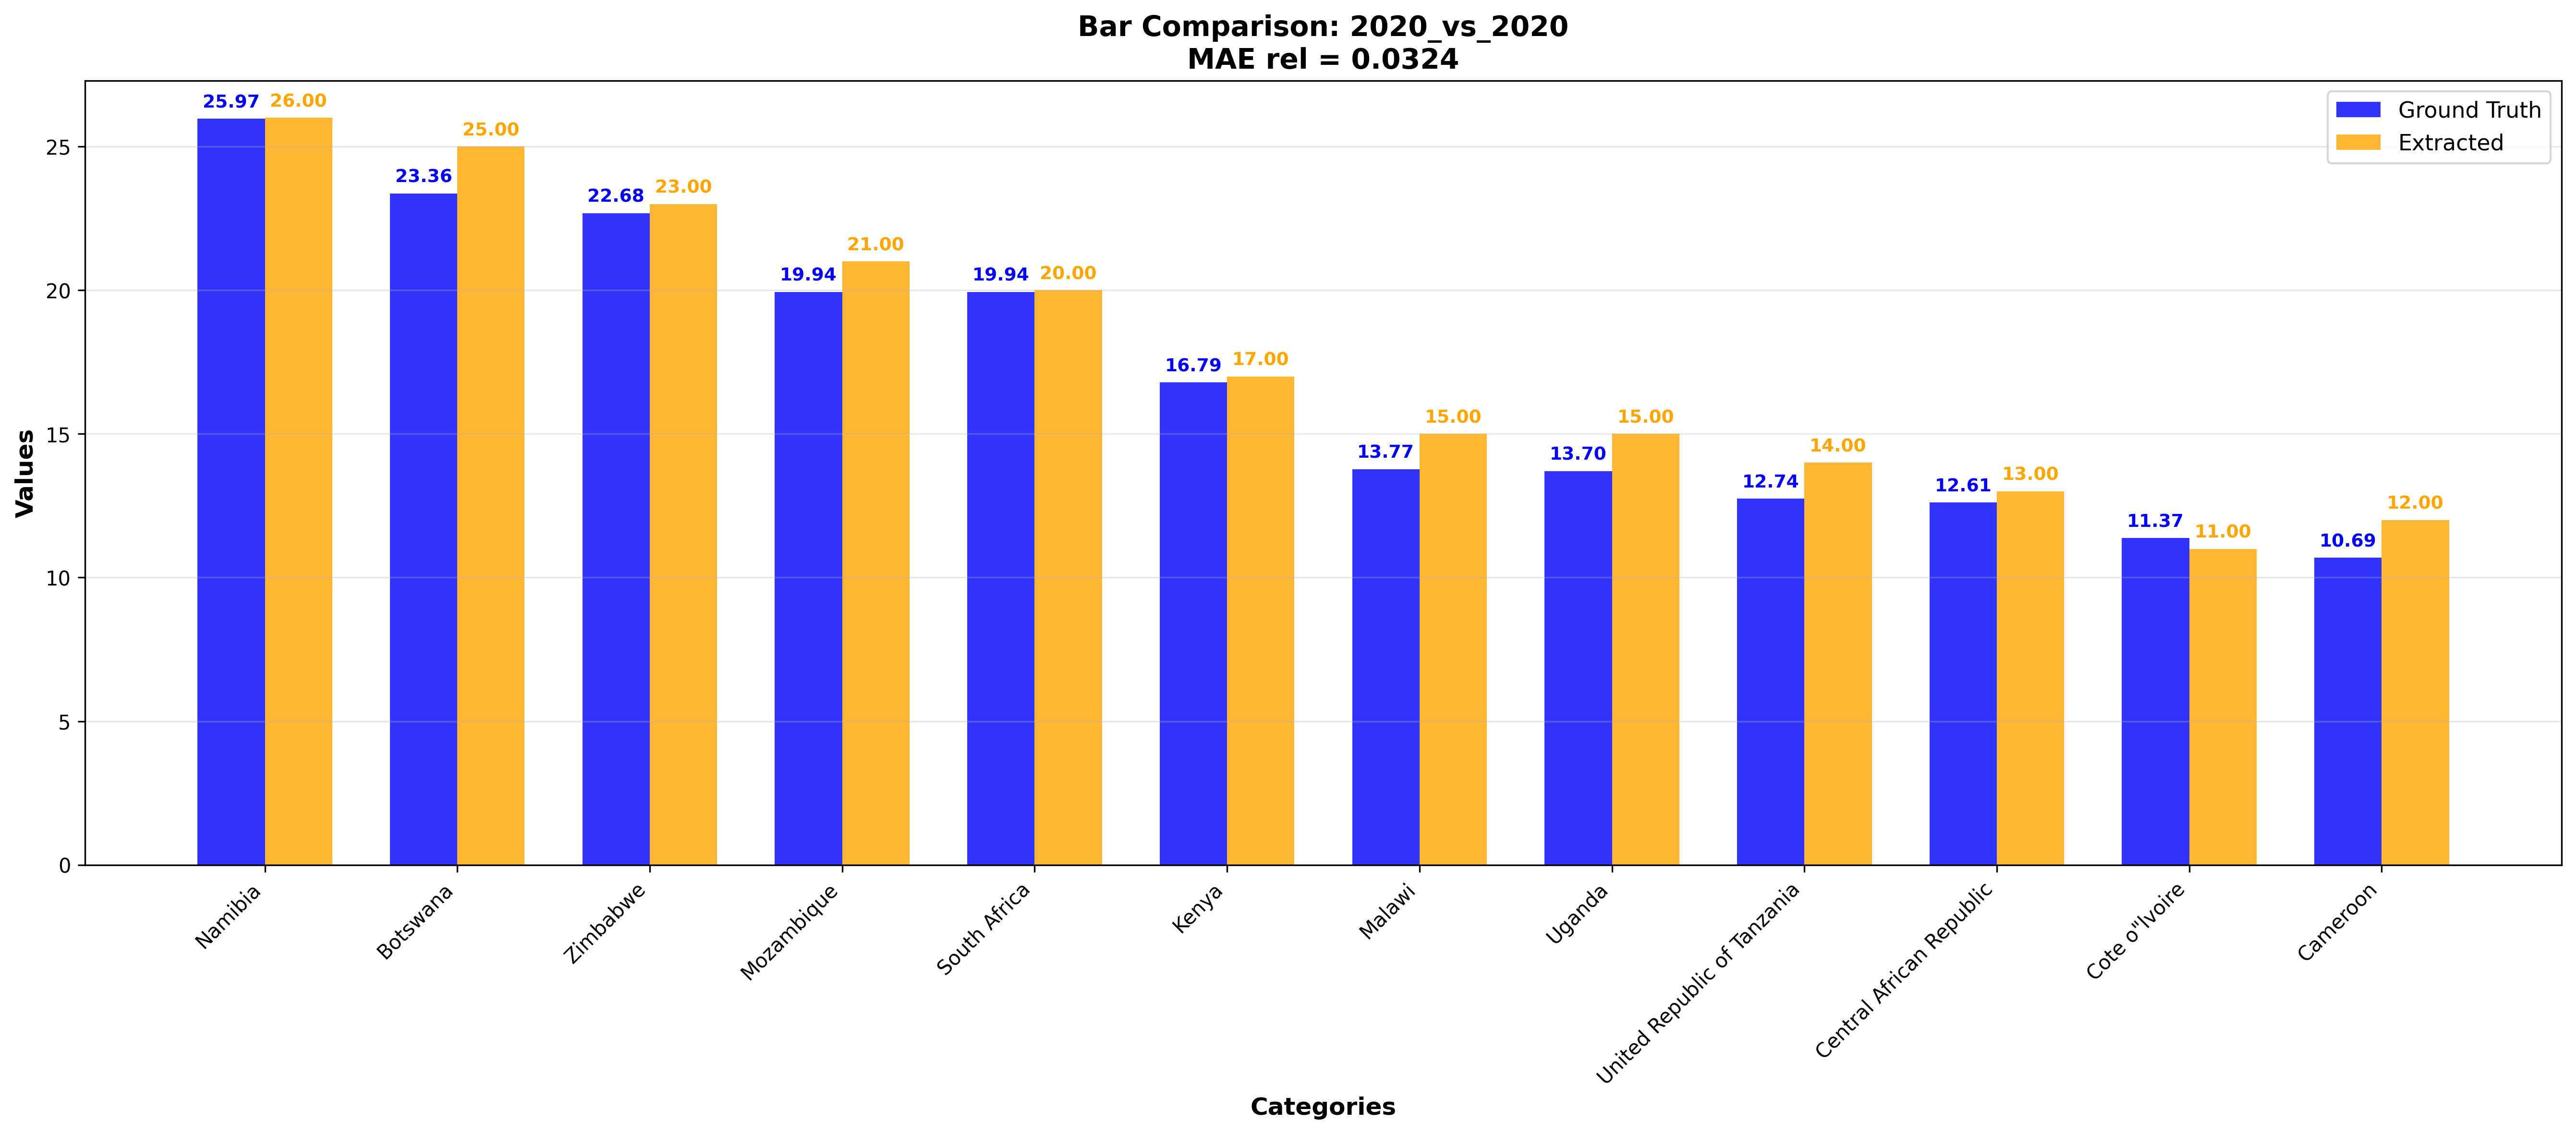 Bar Comparison: 2020_vs_2020
MAE rel = 0.0324
Ground Truth
Extracted
Values
25
20
15
10
5
0
25.97 26.00
23.36 25.00
22.68 23.00
19.94 21.00
19.94 20.00
16.79 17.00
13.77 15.00
13.70 15.00
12.74 14.00
12.61 13.00
11.37 11.00
10.69 12.00
Namibia
Botswana
Zimbabwe
Mozambique
South Africa
Kenya
Malawi
Uganda
United Republic of Tanzania
Central African Republic
Cote o"Ivoire
Cameroon
Categories